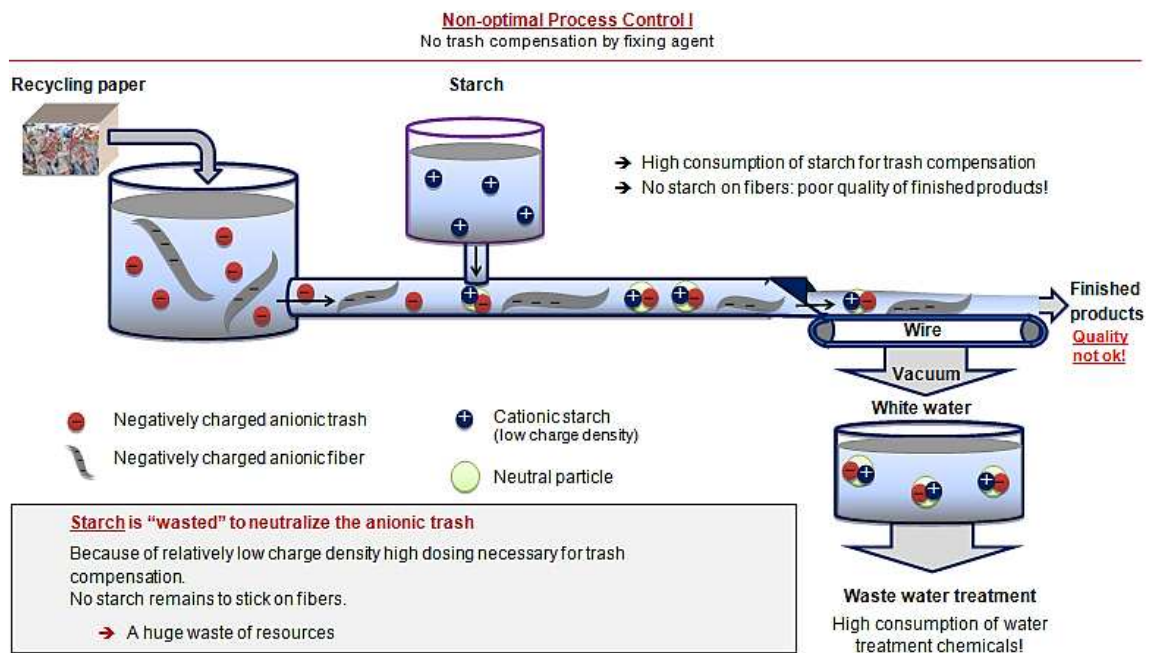 Non-optimal Process Control I
No trash compensation by fixing agent
Recycling paper
Starch
➔ High consumption of starch for trash compensation
➔ No starch on fibers: poor quality of finished products!
Finished
products
Quality
not ok!
Wire
Vacuum
White water
Negatively charged anionic trash
Negatively charged anionic fiber
Cationic starch
(low charge density)
Neutral particle
Starch is “wasted” to neutralize the anionic trash
Because of relatively low charge density high dosing necessary for trash
compensation.
No starch remains to stick on fibers.
➔ A huge waste of resources
Waste water treatment
High consumption of water
treatment chemicals!